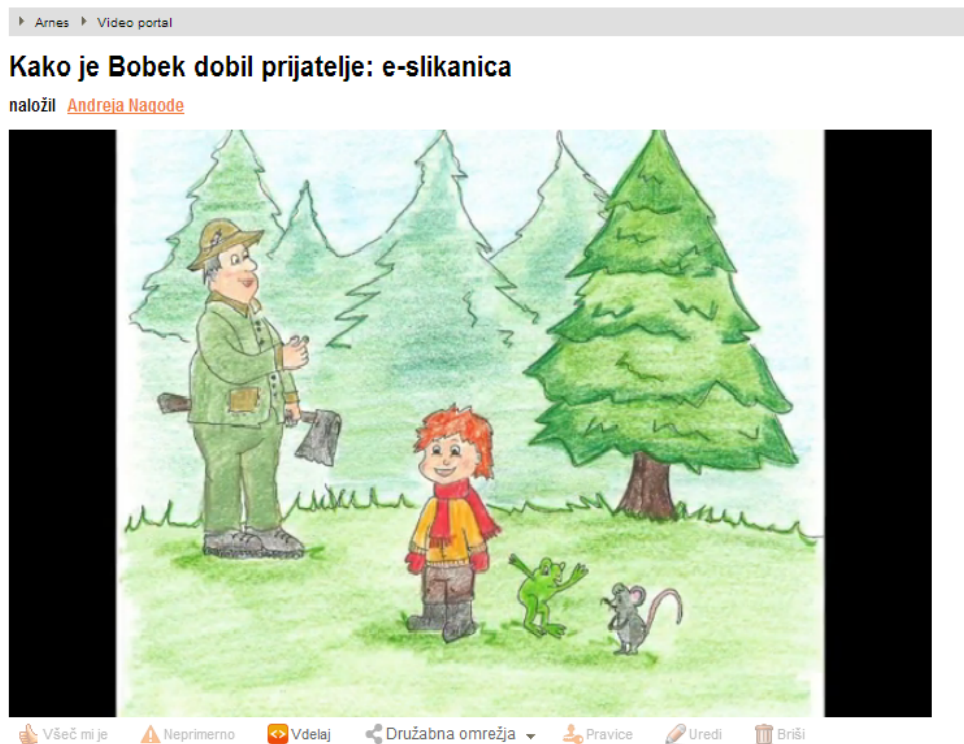 Arnes Video portal
Kako je Bobek dobil prijatelje: e-slikanica
naložil Andreja Nagode
Všeč mi je Neprimerno Vdelaj Družabna omrežja Pravice Uredi Briši